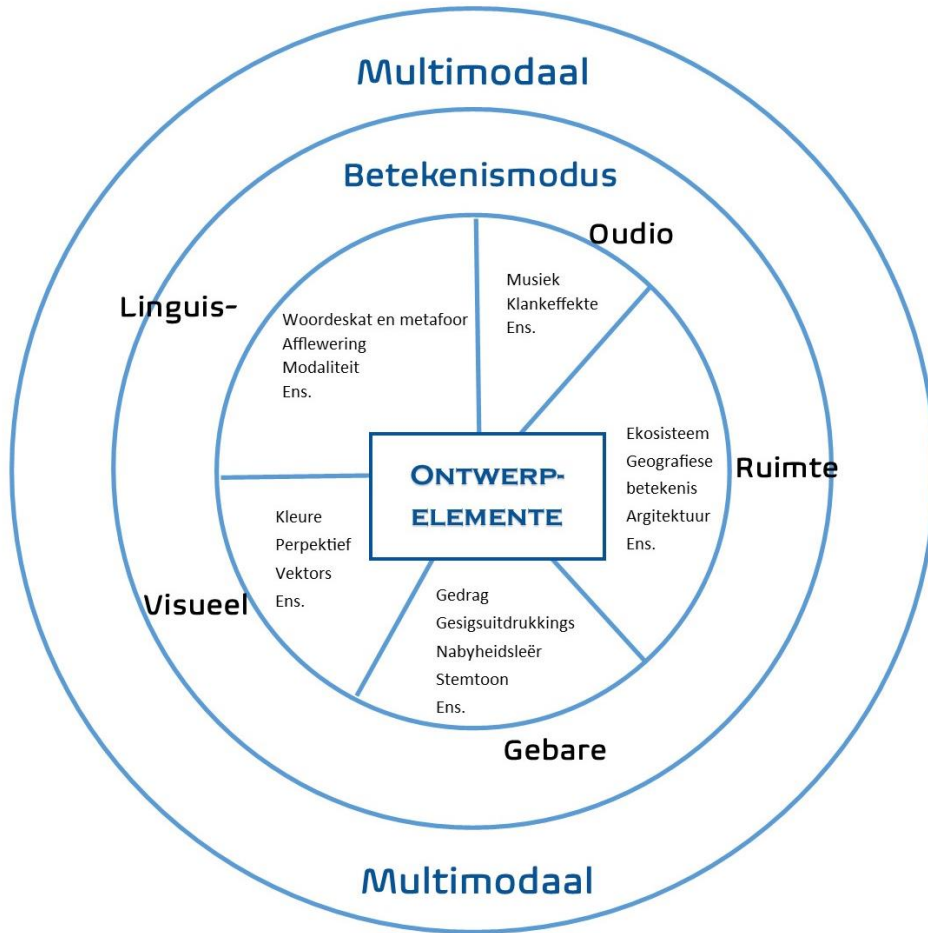 Multimodaal
Betekenismodus
Oudio
Musiek
Klankeffekte
Ens.
Linguis-
Woordeskat en metafoor
Afflewering
Modaliteit
Ens.
ONTWERP-
ELEMENTE
Ekosisteem
Geografiese
betekenis
Argitektuur
Ens.
Ruimte
Kleure
Perpektief
Vektors
Ens.
Visueel
Gedrag
Gesigsuitdrukkings
Nabyheidsleër
Stemtoon
Ens.
Gebare
Multimodaal